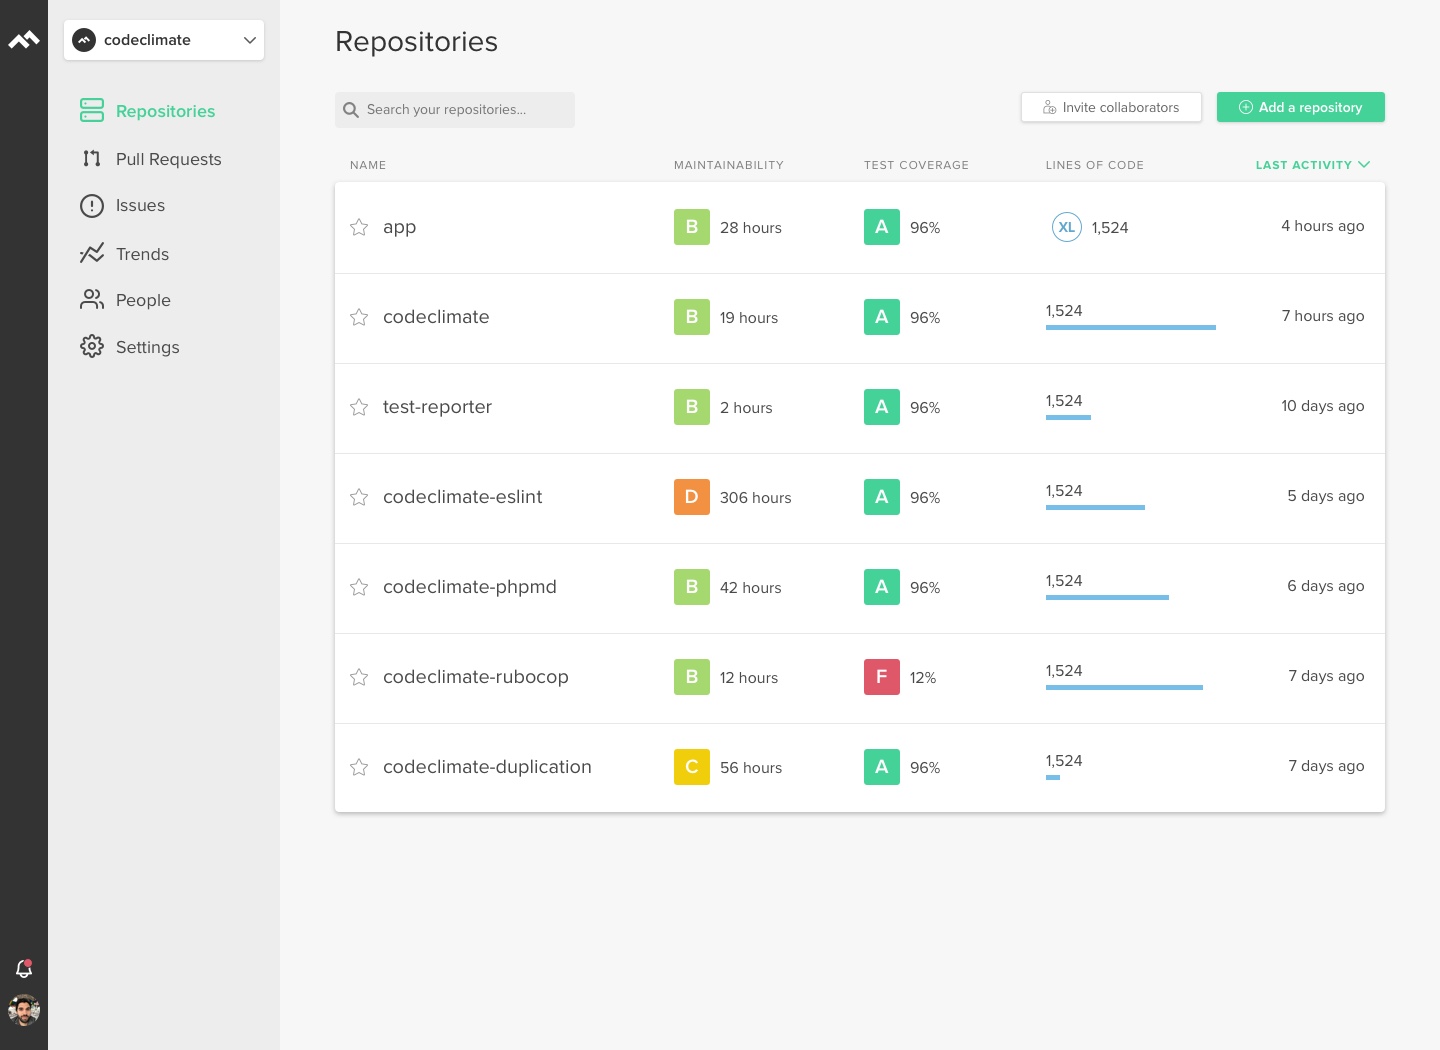 codeclimate
Repositories
Pull Requests
Issues
Trends
People
Settings
Repositories
Search your repositories...
Invite collaborators
Add a repository
NAME MAINTAINABILITY TEST COVERAGE LINES OF CODE LAST ACTIVITY
app B 28 hours A 96% XL 1,524 4 hours ago
codeclimate B 19 hours A 96% 1,524 7 hours ago
test-reporter B 2 hours A 96% 1,524 10 days ago
codeclimate-eslint D 306 hours A 96% 1,524 5 days ago
codeclimate-phpmd B 42 hours A 96% 1,524 6 days ago
codeclimate-rubocop B 12 hours F 12% 1,524 7 days ago
codeclimate-duplication C 56 hours A 96% 1,524 7 days ago